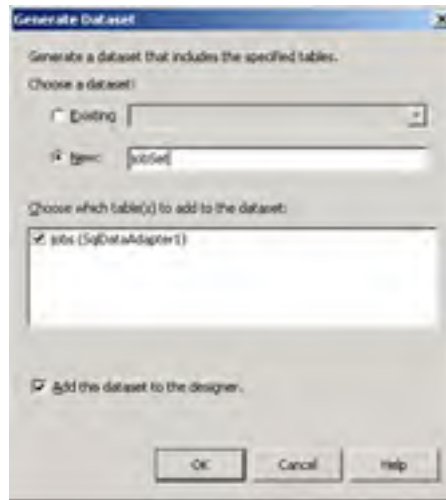 Generate Dataset
Generate a dataset that includes the specified tables.
Choose a dataset:
Existing
New: jobSet
Choose which table(s) to add to the dataset:
jobs (SqlDataAdapter1)
Add this dataset to the designer.
OK Cancel Help